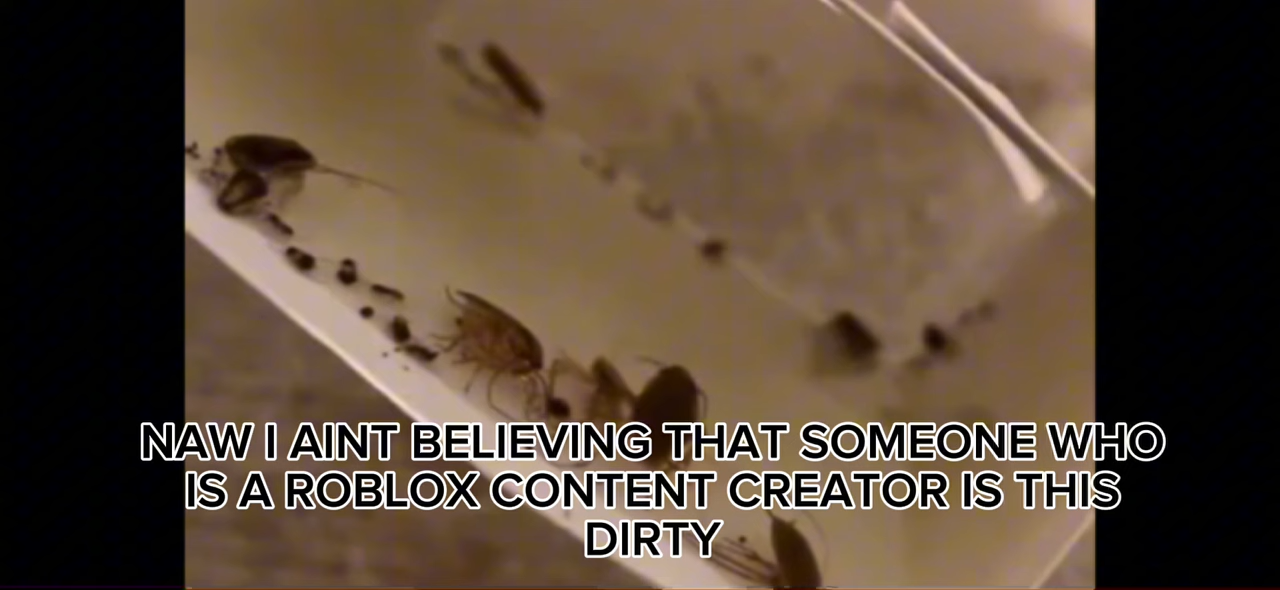 NAW I AINT BELIEVING THAT SOMEONE WHO
IS A ROBLOX CONTENT CREATOR IS THIS
DIRTY